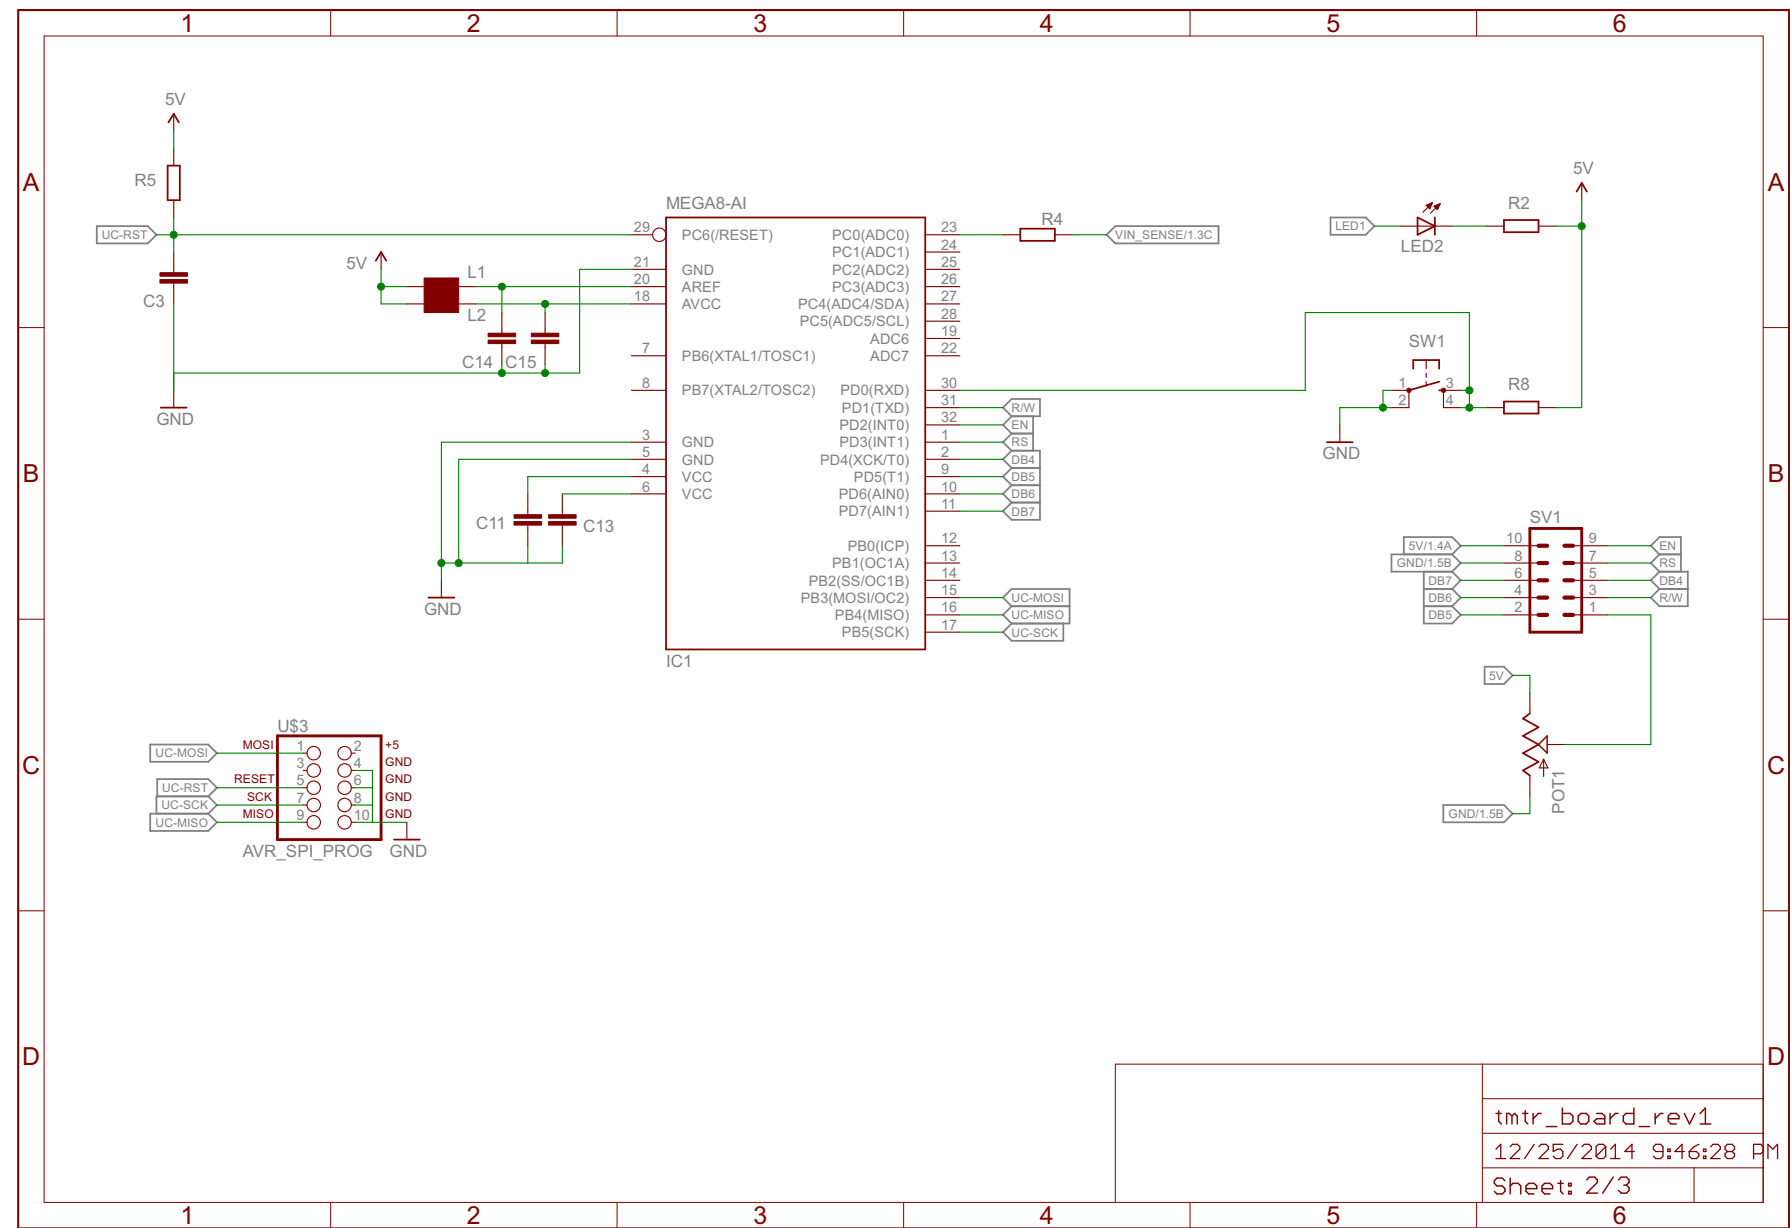 1 2 3 4 5 6
A A
B B
C C
D D
5V
R5
UC-RST
C3
GND
5V
L1
L2
C14 C15
MEGA8-AI
29 PC6(/RESET)
21 GND
20 AREF
18 AVCC
7 PB6(XTAL1/TOSC1)
8 PB7(XTAL2/TOSC2)
3 GND
5 GND
4 VCC
6 VCC
C11 C13
GND
PC0(ADC0) 23
PC1(ADC1) 24
PC2(ADC2) 25
PC3(ADC3) 26
PC4(ADC4/SDA) 27
PC5(ADC5/SCL) 28
ADC6 19
ADC7 22
PD0(RXD) 30
PD1(TXD) 31 R/W
PD2(INT0) 32 EN
PD3(INT1) 1 RS
PD4(XCK/T0) 2 DB4
PD5(T1) 9 DB5
PD6(AIN0) 10 DB6
PD7(AIN1) 11 DB7
PB0(ICP) 12
PB1(OC1A) 13
PB2(SS/OC1B) 14
PB3(MOSI/OC2) 15 UC-MOSI
PB4(MISO) 16 UC-MISO
PB5(SCK) 17 UC-SCK
IC1
R4
VIN_SENSE/1.3C
5V
LED1
LED2
R2
SW1
1 3
2 4
R8
GND
SV1
5V/1.4A 10 9 EN
GND/1.5B 8 7 RS
DB7 6 5 DB4
DB6 4 3 R/W
DB5 2 1
5V
POT1
GND/1.5B
U$3
UC-MOSI MOSI 1 2 +5
3 4 GND
UC-RST RESET 5 6 GND
UC-SCK SCK 7 8 GND
UC-MISO MISO 9 10 GND
AVR_SPI_PROG GND
tmtr_board_rev1
12/25/2014 9:46:28 PM
Sheet: 2/3
1 2 3 4 5 6